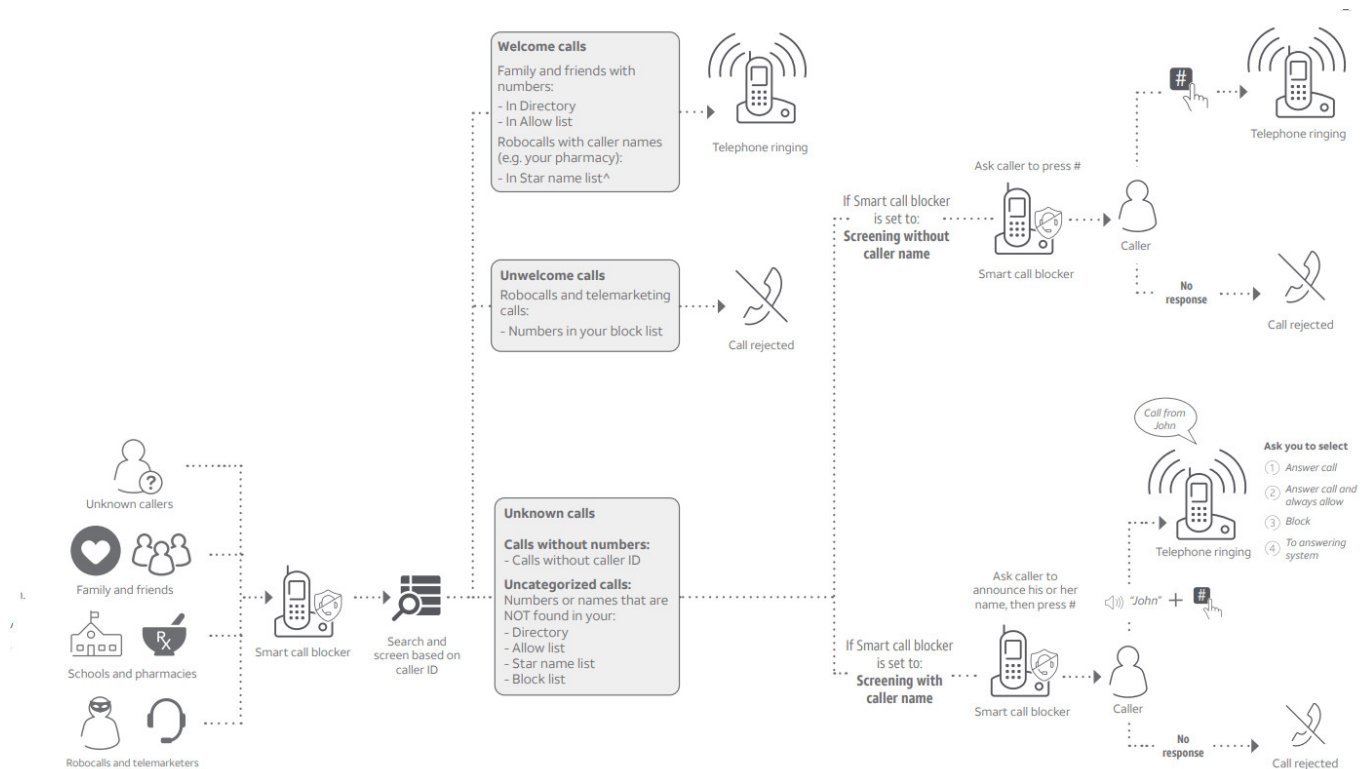 Unknown callers
Family and friends
Schools and pharmacies
Rx
Robocalls and telemarketers
Smart call blocker
Search and
screen based on
caller ID
Welcome calls
Family and friends with
numbers:
- In Directory
- In Allow list
Robocalls with caller names
(e.g. your pharmacy):
- In Star name list^
Telephone ringing
Unwelcome calls
Robocalls and telemarketing
calls:
- Numbers in your block list
Call rejected
Unknown calls
Calls without numbers:
- Calls without caller ID
Uncategorized calls:
Numbers or names that are
NOT found in your:
- Directory
- Allow list
- Star name list
- Block list
If Smart call blocker
is set to:
Screening without
caller name
Ask caller to press #
Smart call blocker
Caller
#
Telephone ringing
No
response
Call rejected
If Smart call blocker
is set to:
Screening with
caller name
Ask caller to
announce his or her
name, then press #
Smart call blocker
Caller
"John" + #
Call from
John
Telephone ringing
Ask you to select
1 Answer call
2 Answer call and
always allow
3 Block
4 To answering
system
No
response
Call rejected